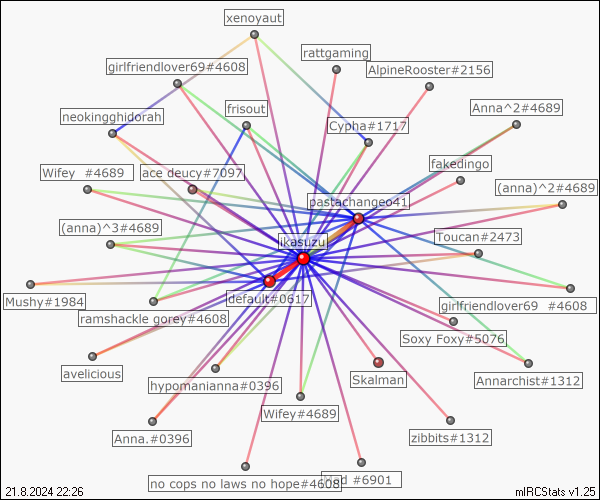 xenoyaut
rattgaming
girlfriendlover69#4608
AlpineRooster#2156
neokingghidorah
frisout
Anna^2#4689
Cypha#1717
Wifey  #4689
ace deucy#7097
fakedingo
(anna)^2#4689
pastachangeo41
(anna)^3#4689
ikasuzu
Toucan#2473
Mushy#1984
default#0617
girlfriendlover69  #4608
ramshackle gorey#4608
Soxy Foxy#5076
avelicious
hypomanianna#0396
Skalman
Annarchist#1312
Wifey#4689
Anna.#0396
zibbits#1312
no cops no laws no hope#4608
#6901
21.8.2024 22:26
mIRCStats v1.25